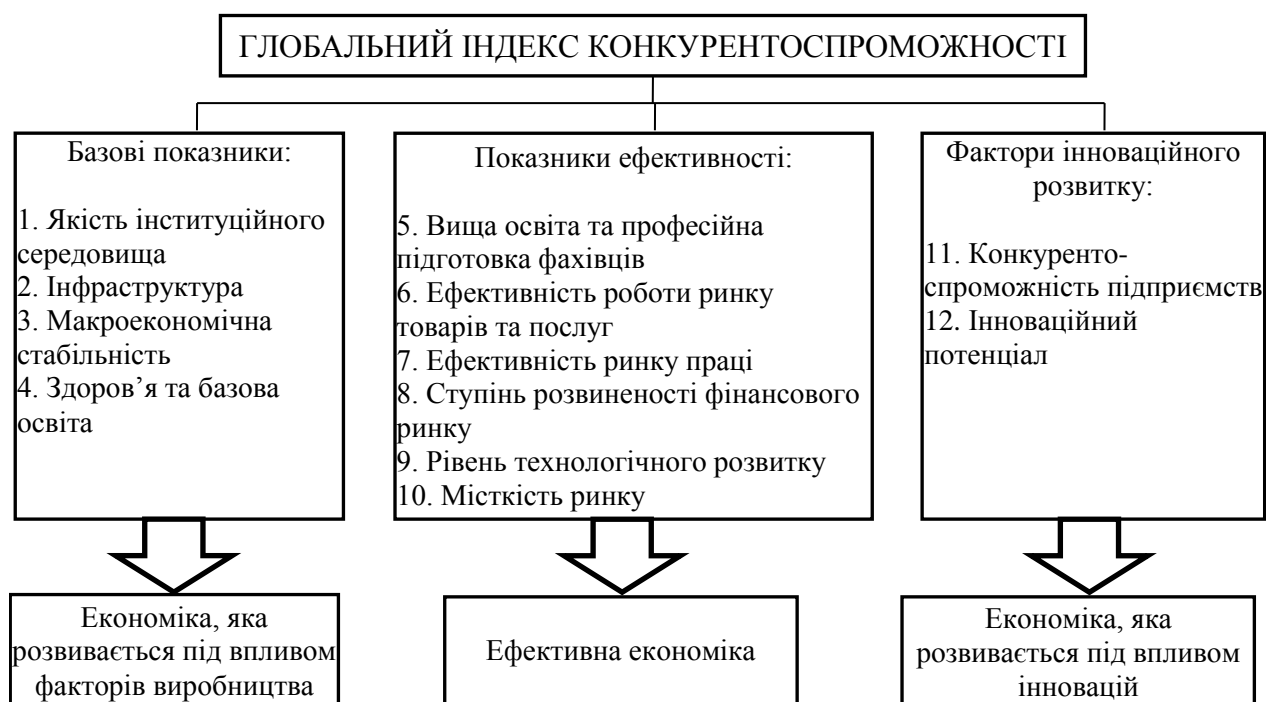 ГЛОБАЛЬНИЙ ІНДЕКС КОНКУРЕНТОСПРОМОЖНОСТІ
Базові показники:
1. Якість інституційного
середовища
2. Інфраструктура
3. Макроекономічна
стабільність
4. Здоров’я та базова
освіта
Показники ефективності:
5. Вища освіта та професійна
підготовка фахівців
6. Ефективність роботи ринку
товарів та послуг
7. Ефективність ринку праці
8. Ступінь розвиненості фінансового
ринку
9. Рівень технологічного розвитку
10. Місткість ринку
Фактори інноваційного
розвитку:
11. Конкуренто-
спроможність підприємств
12. Інноваційний
потенціал
Економіка, яка
розвивається під впливом
факторів виробництва
Ефективна економіка
Економіка, яка
розвивається під впливом
інновацій